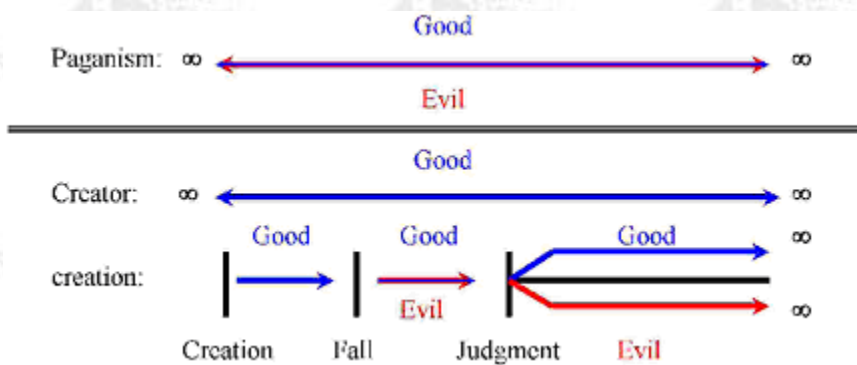 Good
Paganism: ∞ ∞
Evil
Good
Creator: ∞ ∞
Good Good Good ∞
creation:
Evil ∞
Creation Fall Judgment Evil